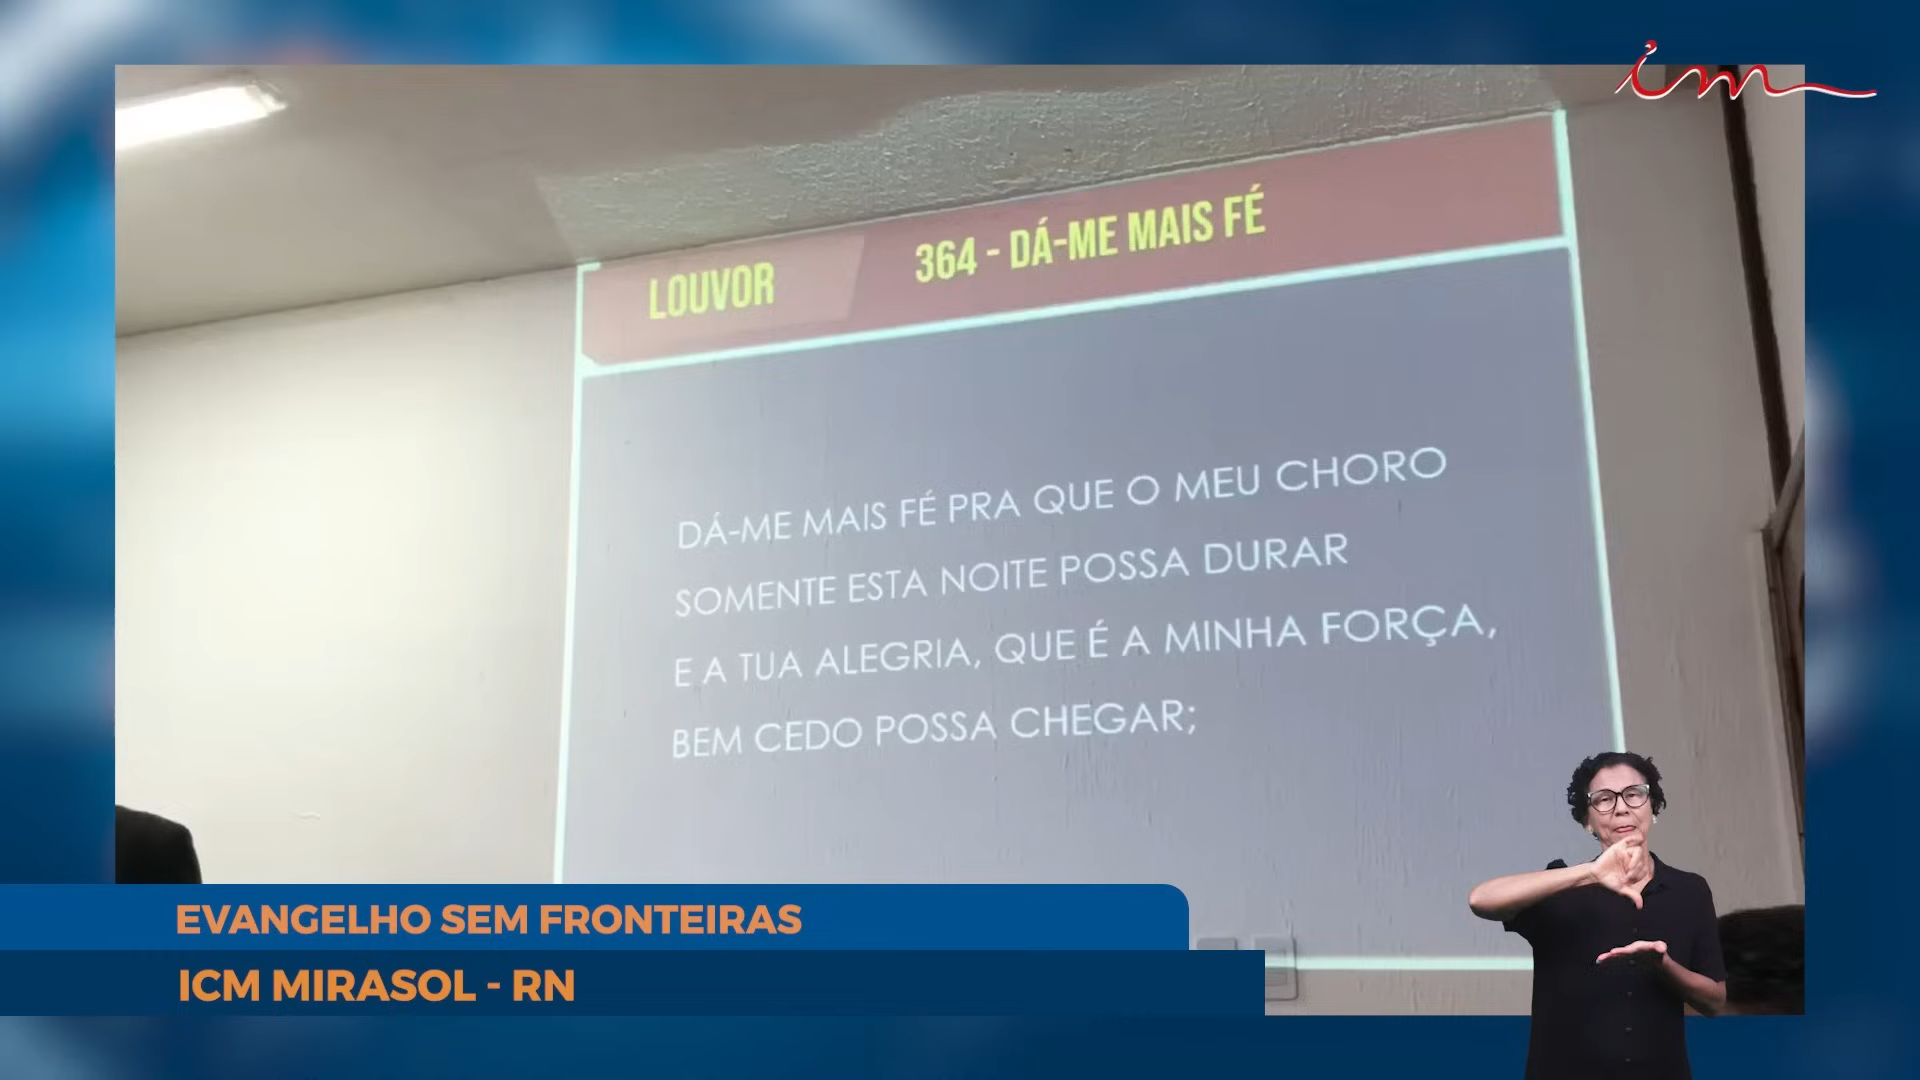 im
LOUVOR
364 - DÁ-ME MAIS FÉ
DÁ-ME MAIS FÉ PRA QUE O MEU CHORO
SOMENTE ESTA NOITE POSSA DURAR
E A TUA ALEGRIA, QUE É A MINHA FORÇA,
BEM CEDO POSSA CHEGAR;
EVANGELHO SEM FRONTEIRAS
ICM MIRASOL - RN